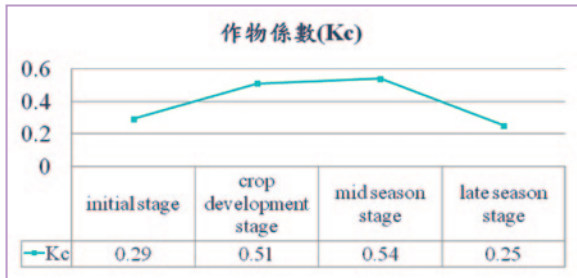 作物係數(Kc)
0.6
0.4
0.2
0
initial stage
crop
development
stage
mid season
stage
late season
stage
Kc 0.29 0.51 0.54 0.25